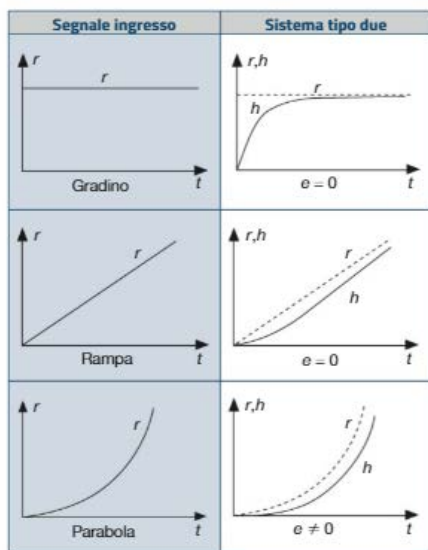 Segnale ingresso
Sistema tipo due
r
r
Gradino
t
r,h
r
h
e = 0
t
r
r
Rampa
t
r,h
r
h
e = 0
t
r
r
Parabola
t
r,h
r
h
e ≠ 0
t